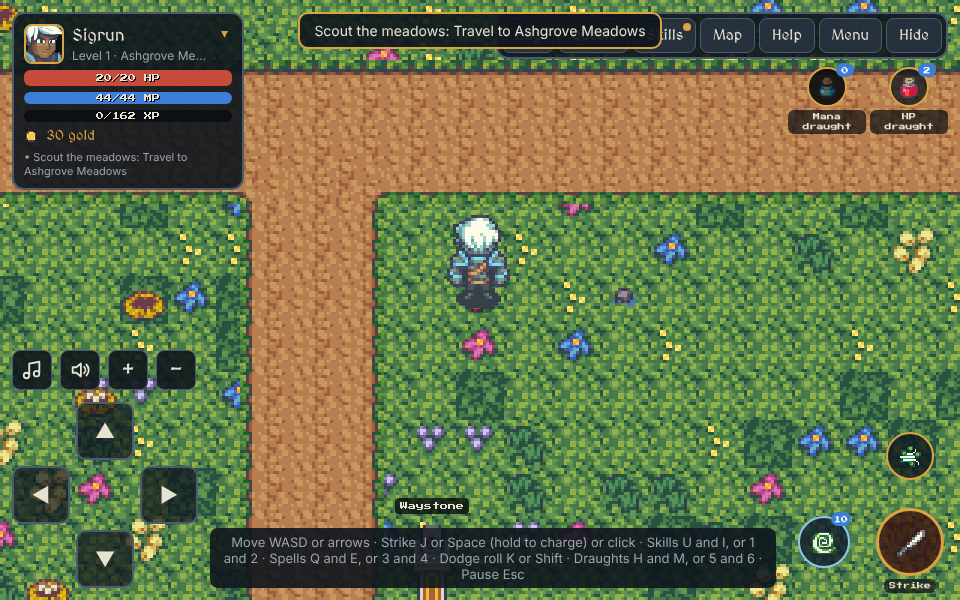 Sigrun
Level 1 · Ashgrove Me...
20/20 HP
44/44 MP
0/162 XP
30 gold
• Scout the meadows: Travel to
Ashgrove Meadows
Scout the meadows: Travel to Ashgrove Meadows
Map
Help
Menu
Hide
0
Mana
draught
2
HP
draught
+
−
Waystone
Move WASD or arrows · Strike J or Space (hold to charge) or click · Skills U and I, or 1
and 2 · Spells Q and E, or 3 and 4 · Dodge roll K or Shift · Draughts H and M, or 5 and 6 ·
Pause Esc
10
Strike